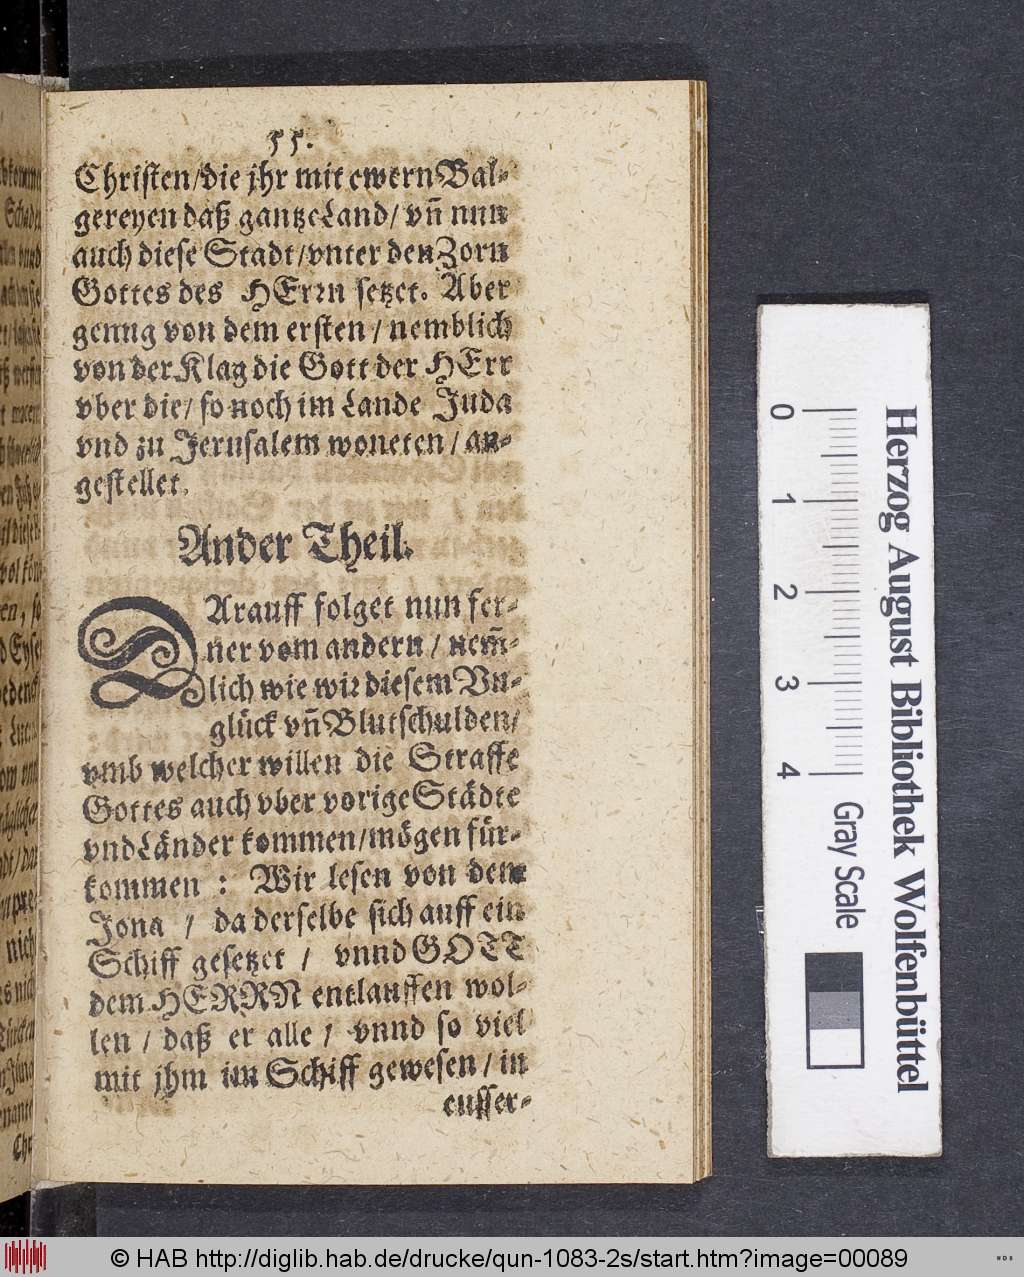 55.
Christen/die jhr mit ewern Bal-
gereyen daß gantze Land/ vñ nun
auch diese Stadt/vnter den Zorn
Gottes des HErrn setzet. Aber
genug von dem ersten / nemblich
von der Klag die Gott der HErr
vber die/ so noch im Lande Juda
vnd zu Jerusalem woneten / an-
gestellet.
Ander Theil.
DArauff folget nun fer-
ner vom andern / nem̃-
lich wie wir diesem Vn-
glück vñ Blutschulden/
vmb welcher willen die Straffe
Gottes auch vber vorige Städte
vnd Länder kommen/mögen für-
kommen : Wir lesen von dem
Jona / da derselbe sich auff ein
Schiff gesetzet / vnnd GOTT
dem HERRN entlauffen wol-
len / daß er alle / vnnd so viel
mit jhm im Schiff gewesen / in
eusser-
0 1 2 3 4 Gray Scale
Herzog August Bibliothek Wolfenbüttel
© HAB http://diglib.hab.de/drucke/qun-1083-2s/start.htm?image=00089